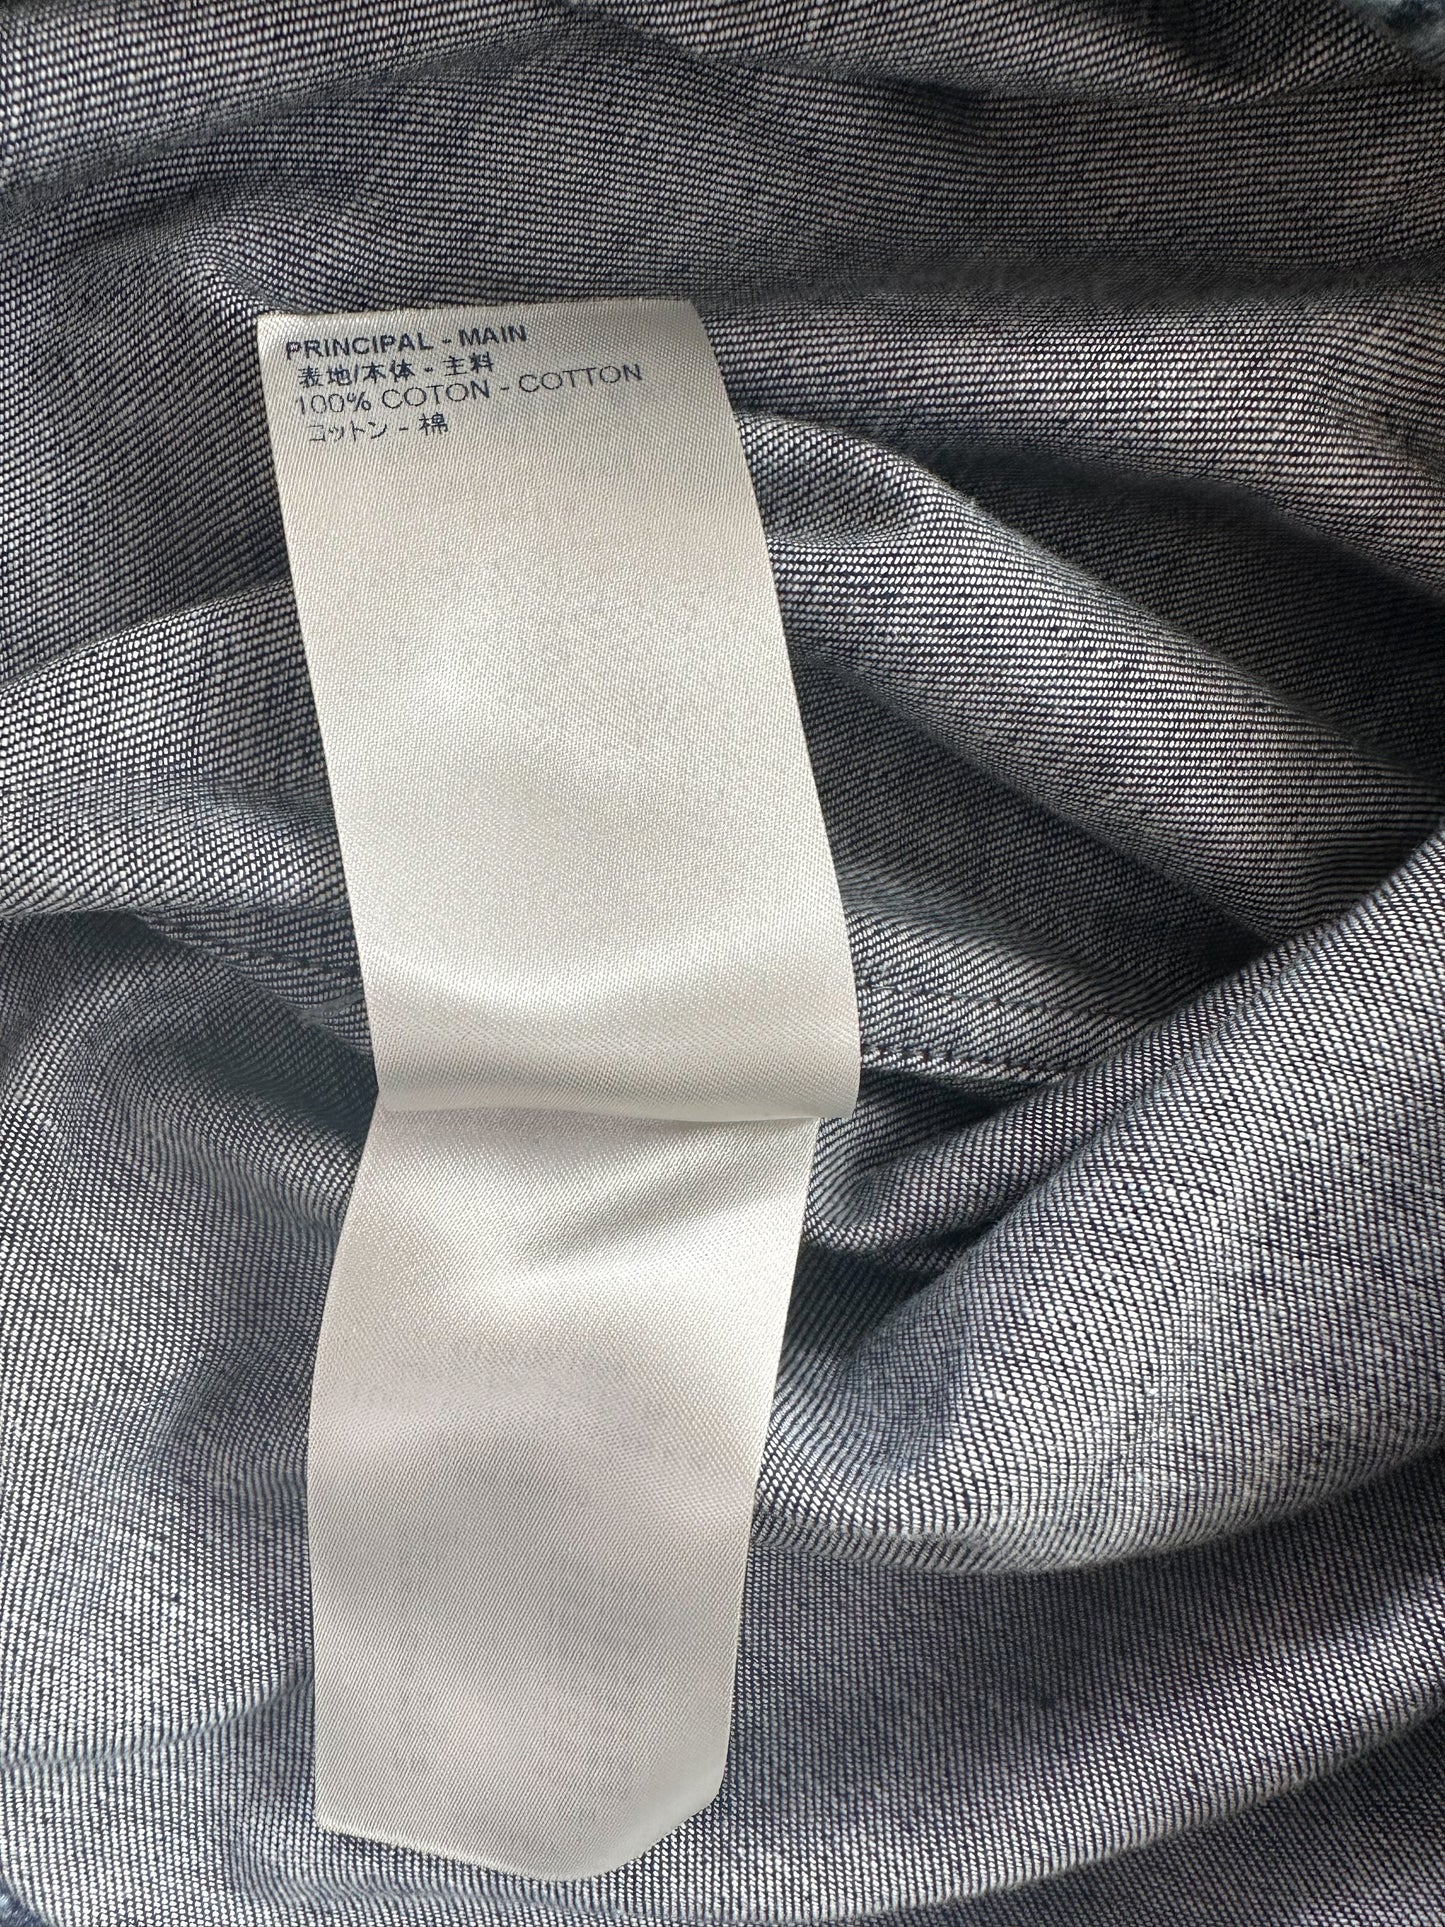 PRINCIPAL - MAIN
表地/本体 - 主料
100% COTON - COTTON
コットン - 棉